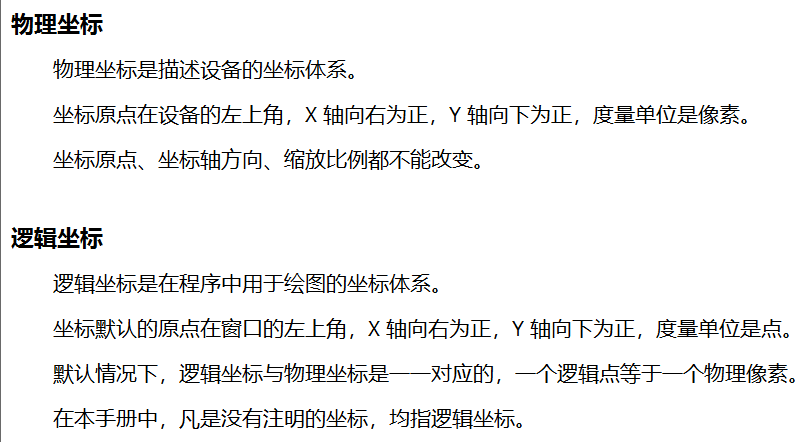 物理坐标
物理坐标是描述设备的坐标体系。
坐标原点在设备的左上角，X 轴向右为正，Y 轴向下为正，度量单位是像素。
坐标原点、坐标轴方向、缩放比例都不能改变。
逻辑坐标
逻辑坐标是在程序中用于绘图的坐标体系。
坐标默认的原点在窗口的左上角，X 轴向右为正，Y 轴向下为正，度量单位是点。
默认情况下，逻辑坐标与物理坐标是一一对应的，一个逻辑点等于一个物理像素。
在本手册中，凡是没有注明的坐标，均指逻辑坐标。